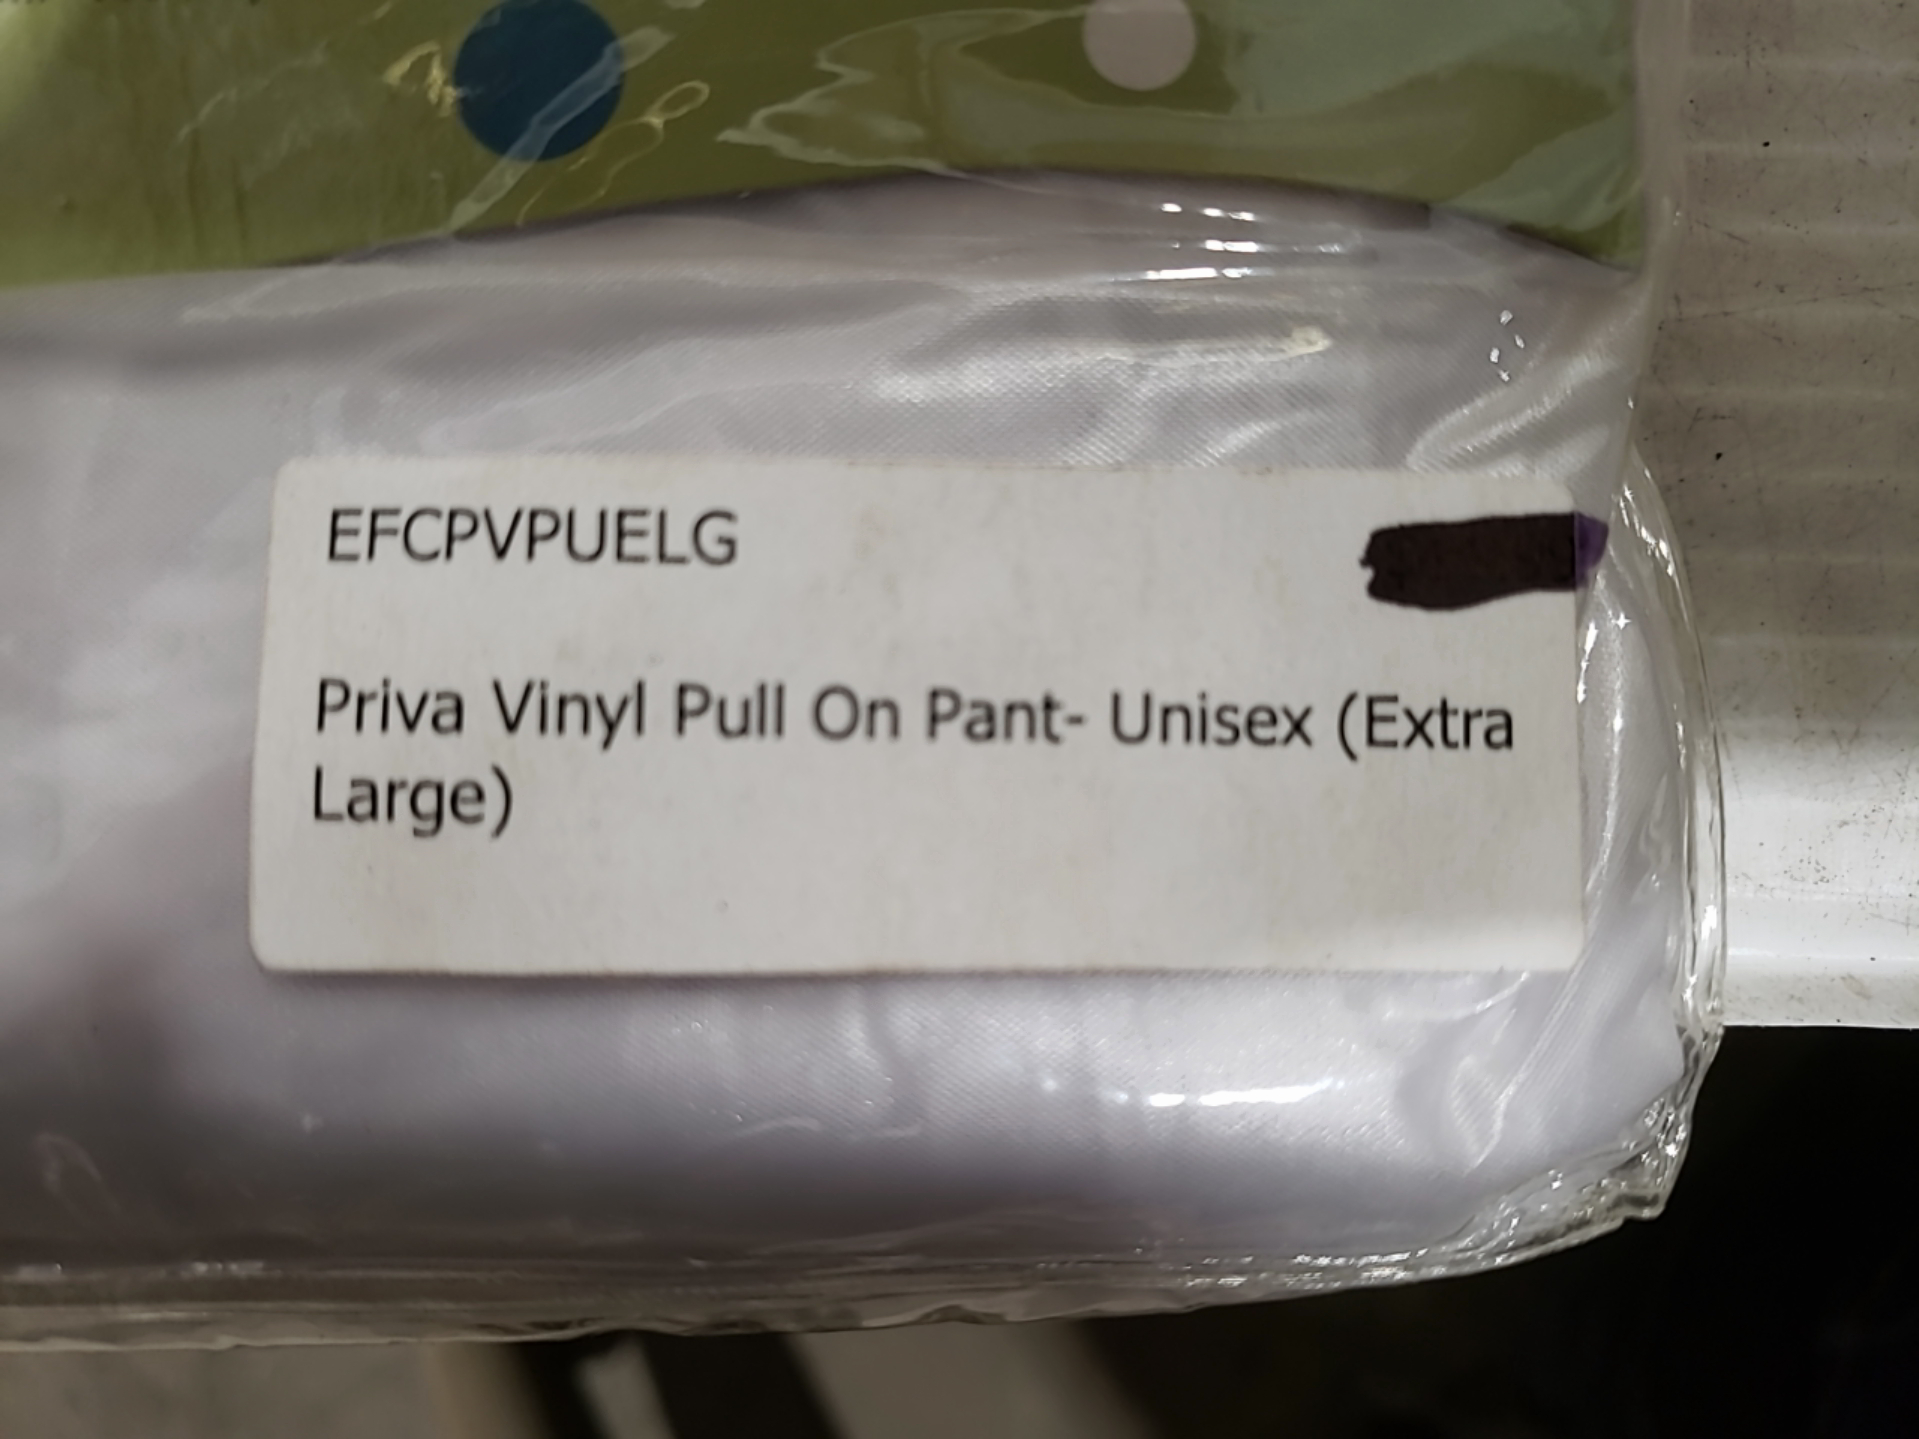 EFCPVPUELG
Priva Vinyl Pull On Pant- Unisex (Extra
Large)